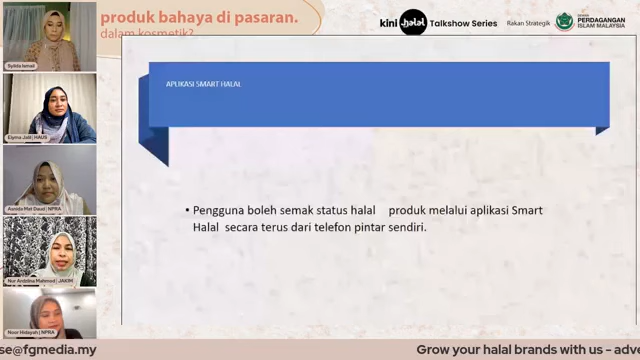 produk bahaya di pasaran.
dalam kosmetik?
kini halal Talkshow Series
Rakan Strategik
PERDAGANGAN
ISLAM MALAYSIA
Syilda Ismail
Elyma Jalil | HAUS
Asnida Mat Daud | NPRA
Nur Ardelina Mahmod | JAKIM
Noor Hidayah | NPRA
APLIKASI SMART HALAL
• Pengguna boleh semak status halal produk melalui aplikasi Smart
Halal secara terus dari telefon pintar sendiri.
se@fgmedia.my
Grow your halal brands with us - adve